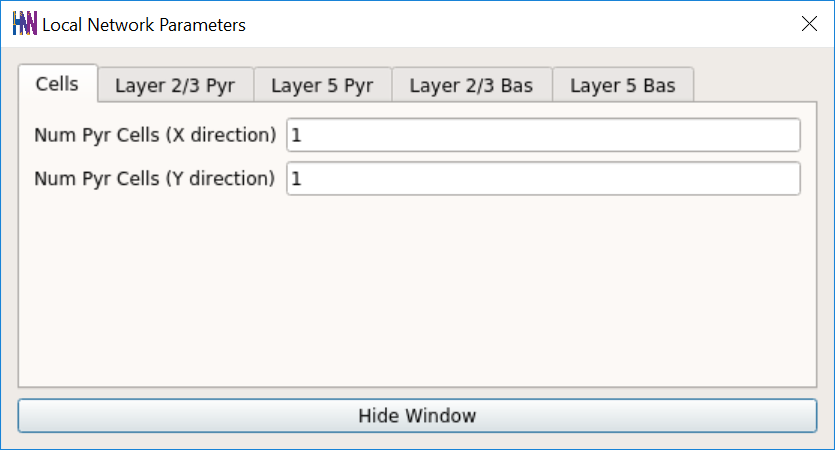 HNN Local Network Parameters
Cells Layer 2/3 Pyr Layer 5 Pyr Layer 2/3 Bas Layer 5 Bas
Num Pyr Cells (X direction) 1
Num Pyr Cells (Y direction) 1
Hide Window